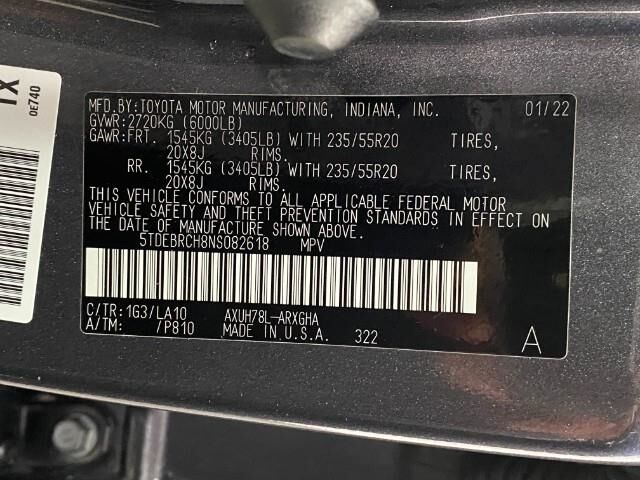 TX
0E740
MFD.BY:TOYOTA MOTOR MANUFACTURING, INDIANA, INC. 01/22
GVWR:2720KG (6000LB)
GAWR:FRT. 1545KG (3405LB) WITH 235/55R20 TIRES,
20X8J RIMS.
RR. 1545KG (3405LB) WITH 235/55R20 TIRES,
20X8J RIMS.
THIS VEHICLE CONFORMS TO ALL APPLICABLE FEDERAL MOTOR
VEHICLE SAFETY AND THEFT PREVENTION STANDARDS IN EFFECT ON
THE DATE OF MANUFACTURE SHOWN ABOVE.
5TDEBRCH8NS082618 MPV
C/TR:1G3/LA10 AXUH78L-ARXGHA
A/TM: /P810 MADE IN U.S.A. 322
A